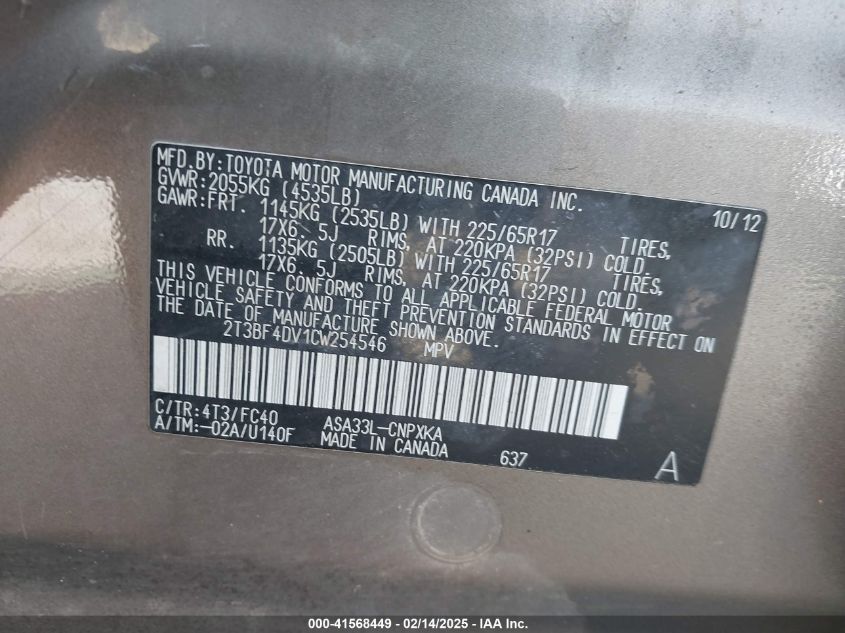 MFD. BY: TOYOTA MOTOR MANUFACTURING CANADA INC. 10/12
GVWR: 2055KG (4535LB)
GAWR: FRT. 1145KG (2535LB) WITH 225/65R17 TIRES,
17X6. 5J RIMS, AT 220KPA (32PSI) COLD.
RR. 1135KG (2505LB) WITH 225/65R17 TIRES,
17X6. 5J RIMS, AT 220KPA (32PSI) COLD.
THIS VEHICLE CONFORMS TO ALL APPLICABLE FEDERAL MOTOR
VEHICLE SAFETY AND THEFT PREVENTION STANDARDS IN EFFECT ON
THE DATE OF MANUFACTURE SHOWN ABOVE.
2T3BF4DV1CW254546 MPV
C/TR: 4T3/FC40 ASA33L-CNPXKA
A/TM: -02A/U140F MADE IN CANADA 637 A
000-41568449 - 02/14/2025 - IAA Inc.